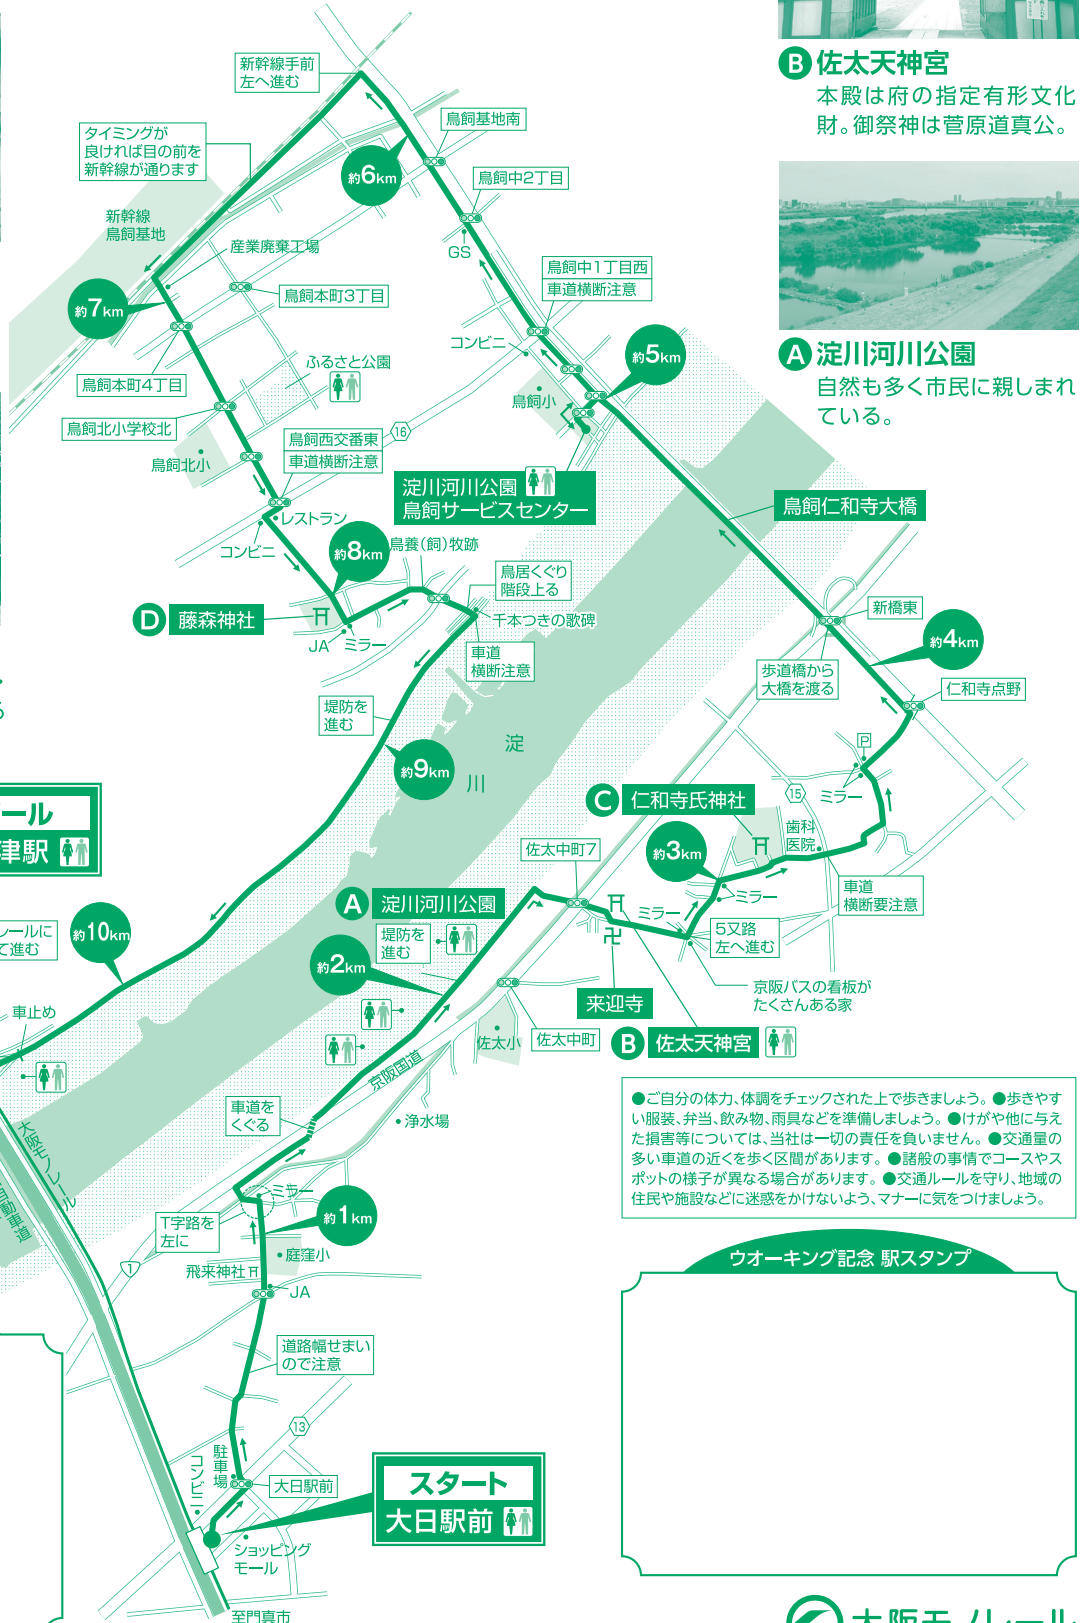 B 佐太天神宮
本殿は府の指定有形文化
財。御祭神は菅原道真公。
A 淀川河川公園
自然も多く市民に親しまれ
ている。
新幹線手前
左へ進む
鳥飼基地南
タイミングが
良ければ目の前を
新幹線が通ります
約6km
鳥飼中2丁目
新幹線
鳥飼基地
産業廃棄工場
GS
鳥飼中1丁目西
車道横断注意
約7km
鳥飼本町3丁目
コンビニ
約5km
ふるさと公園
鳥飼本町4丁目
鳥飼小
鳥飼北小学校北
鳥飼西交番東
車道横断注意
16
鳥飼北小
淀川河川公園
鳥飼サービスセンター
鳥飼仁和寺大橋
レストラン
コンビニ
約8km
鳥養(飼)牧跡
鳥居くぐり
階段上る
D 藤森神社
千本つきの歌碑
新橋東
JA
ミラー
車道
横断注意
約4km
歩道橋から
大橋を渡る
仁和寺点野
堤防を
進む
淀
川
P
約9km
C 仁和寺氏神社
15
ミラー
ール
津駅
歯科
医院
佐太中町7
約3km
車道
横断要注意
A 淀川河川公園
堤防を
進む
ミラー
ミラー
5又路
左へ進む
レールに
て進む
約10km
約2km
京阪バスの看板が
たくさんある家
来迎寺
車止め
佐太小
佐太中町
B 佐太天神宮
京阪国道
車道を
くぐる
浄水場
大阪モノレール
自動車道
●ご自分の体力、体調をチェックされた上で歩きましょう。●歩きやす
い服装、弁当、飲み物、雨具などを準備しましょう。●けがや他に与え
た損害等については、当社は一切の責任を負いません。●交通量の
多い車道の近くを歩く区間があります。●諸般の事情でコースやス
ポットの様子が異なる場合があります。●交通ルールを守り、地域の
住民や施設などに迷惑をかけないよう、マナーに気をつけましょう。
ミラー
T字路を
左に
約1km
庭窪小
飛来神社
1
JA
ウオーキング記念 駅スタンプ
道路幅せまい
ので注意
13
駐車場
コンビニ
大日駅前
スタート
大日駅前
ショッピング
モール
至門真市
大阪モノレール